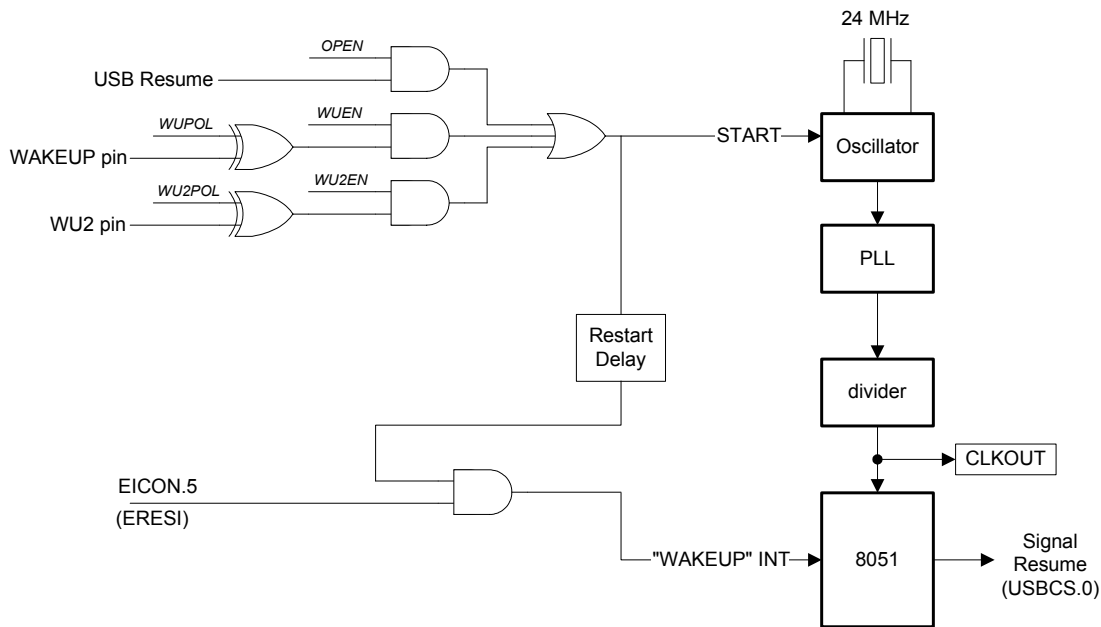 24 MHz
OPEN
USB Resume
WUPOL
WUEN
WAKEUP pin
START
Oscillator
WU2POL
WU2EN
WU2 pin
PLL
Restart
Delay
divider
CLKOUT
EICON.5
(ERESI)
"WAKEUP" INT
8051
Signal
Resume
(USBCS.0)